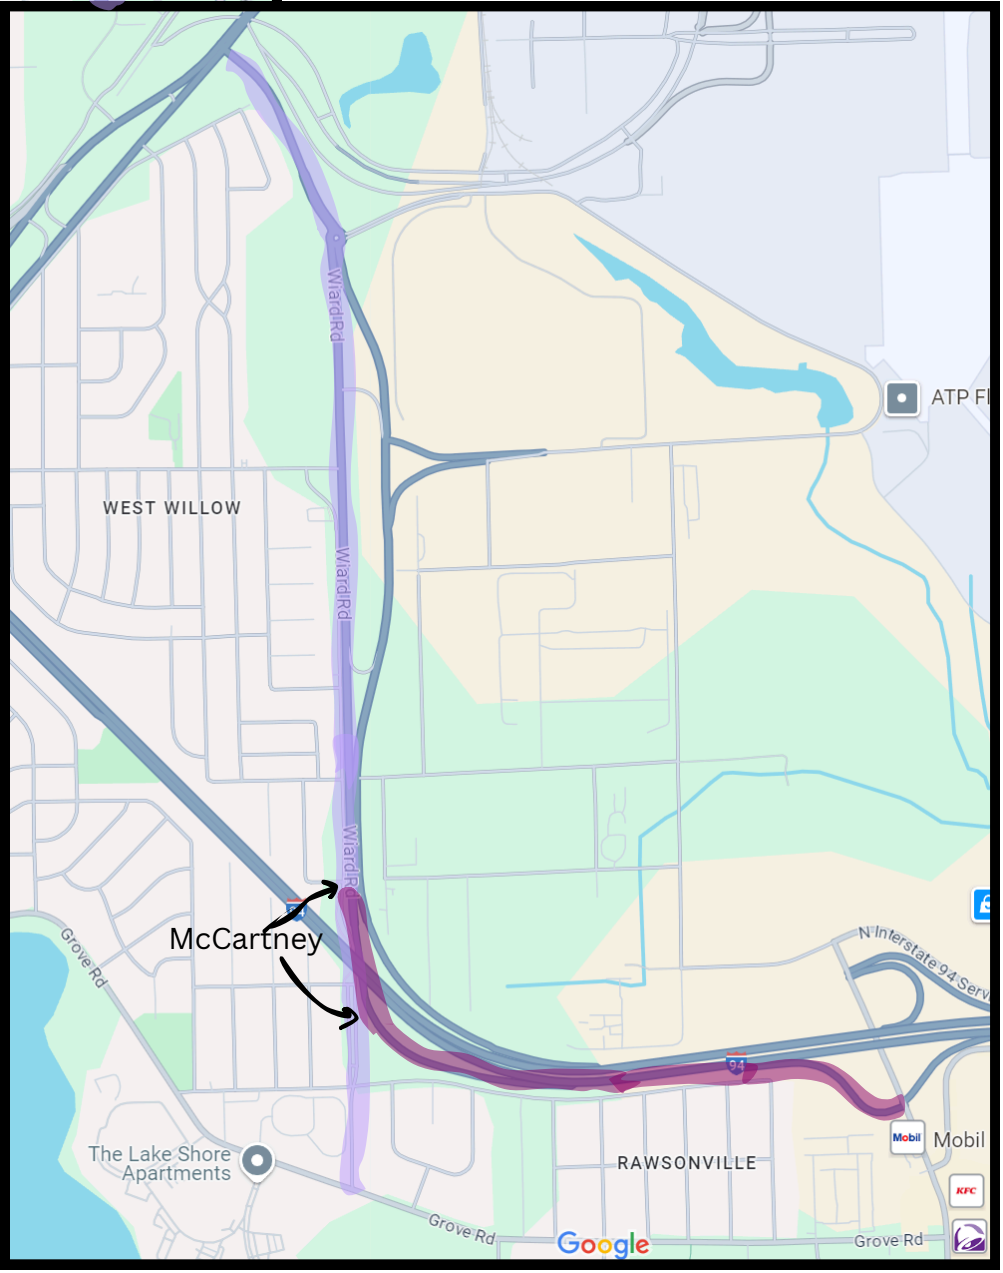 Wiard Rd
ATP Fl
WEST WILLOW
H
Wiard Rd
Wiard Rd
94
McCartney
Grove Rd
N Interstate 94 Serv
94
Mobil
Mobil
The Lake Shore
Apartments
RAWSONVILLE
KFC
Grove Rd
Google
Grove Rd